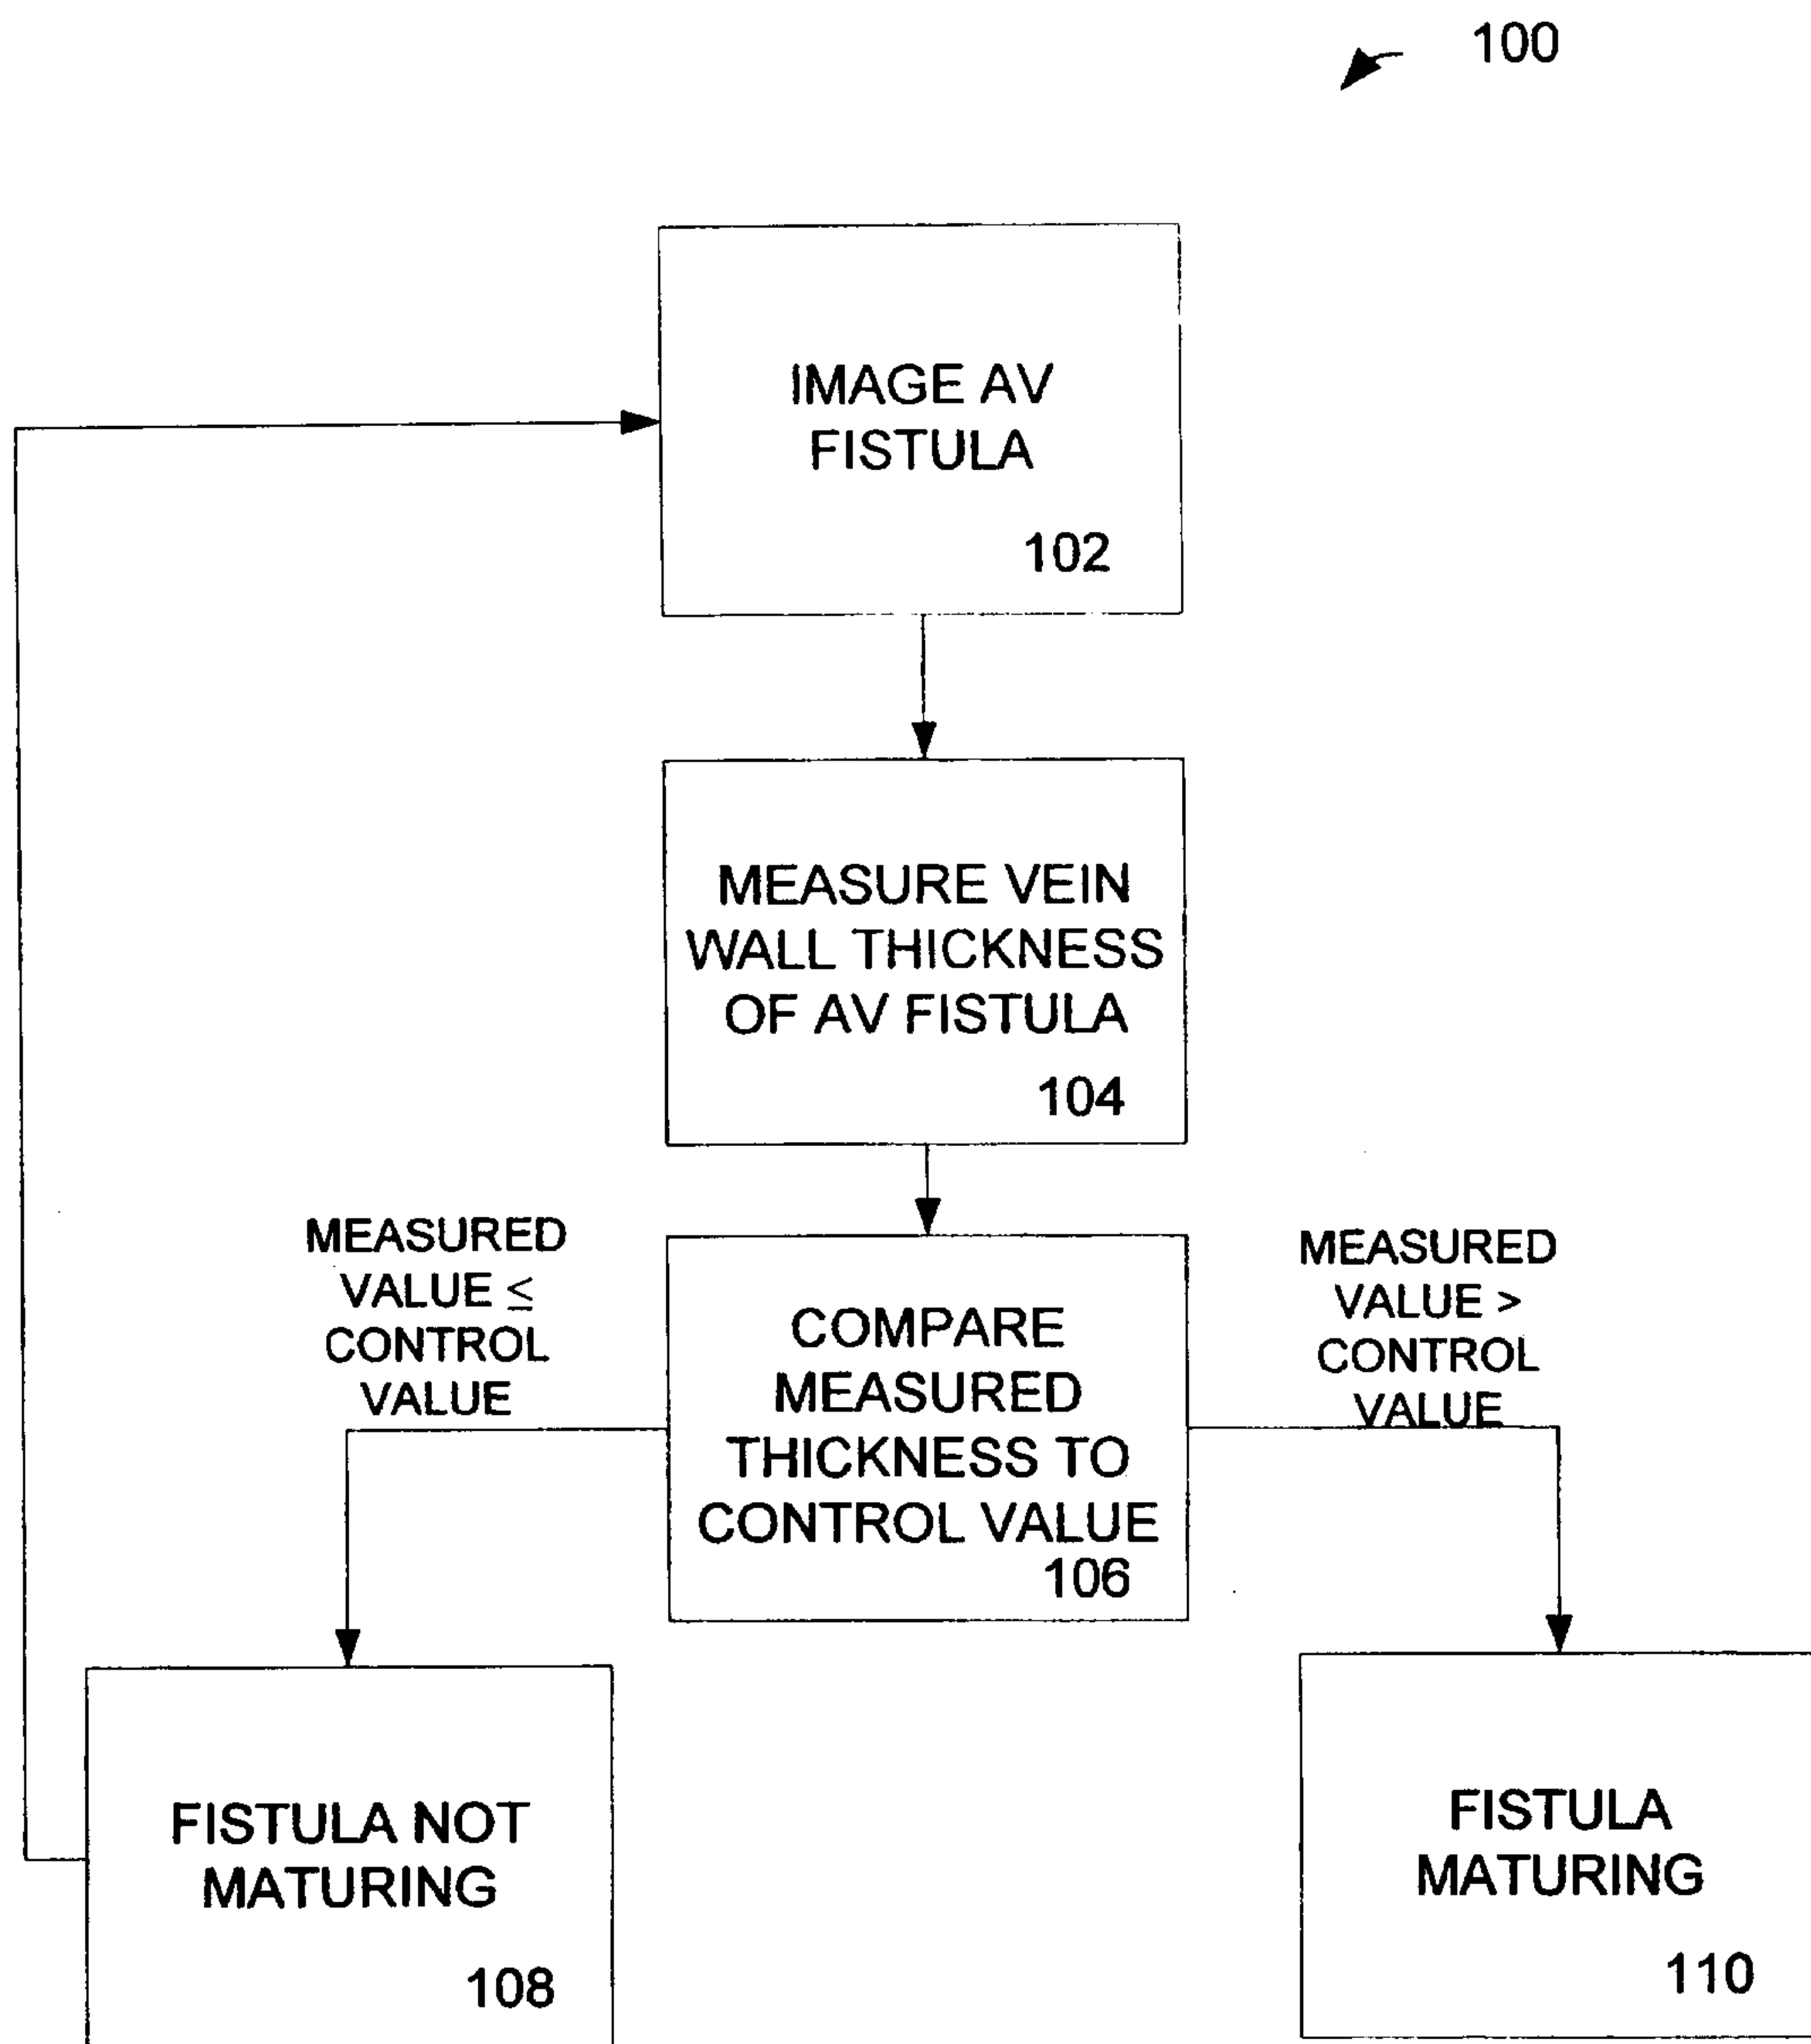 100
IMAGE AV
FISTULA
102
MEASURE VEIN
WALL THICKNESS
OF AV FISTULA
104
MEASURED
VALUE ≤
CONTROL
VALUE
COMPARE
MEASURED
THICKNESS TO
CONTROL VALUE
106
MEASURED
VALUE >
CONTROL
VALUE
FISTULA NOT
MATURING
108
FISTULA
MATURING
110